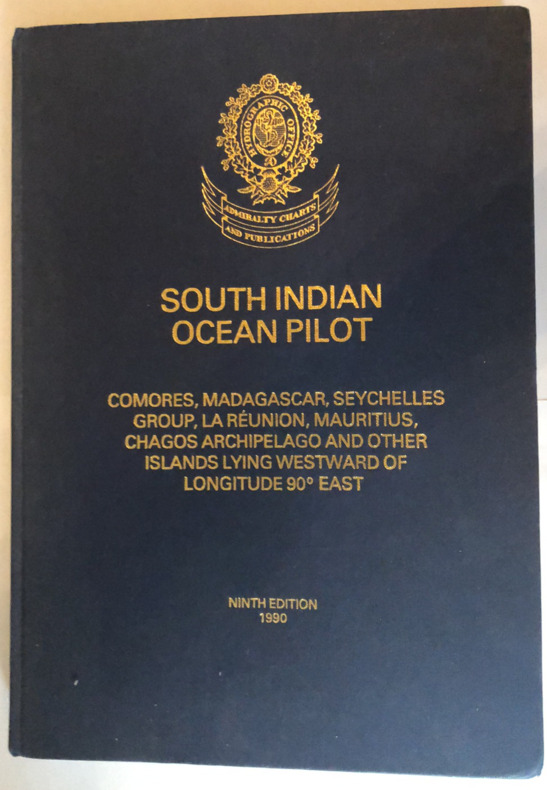 HYDROGRAPHIC OFFICE
ADMIRALTY CHARTS
AND PUBLICATIONS
SOUTH INDIAN
OCEAN PILOT
COMORES, MADAGASCAR, SEYCHELLES
GROUP, LA RÉUNION, MAURITIUS,
CHAGOS ARCHIPELAGO AND OTHER
ISLANDS LYING WESTWARD OF
LONGITUDE 90° EAST
NINTH EDITION
1990